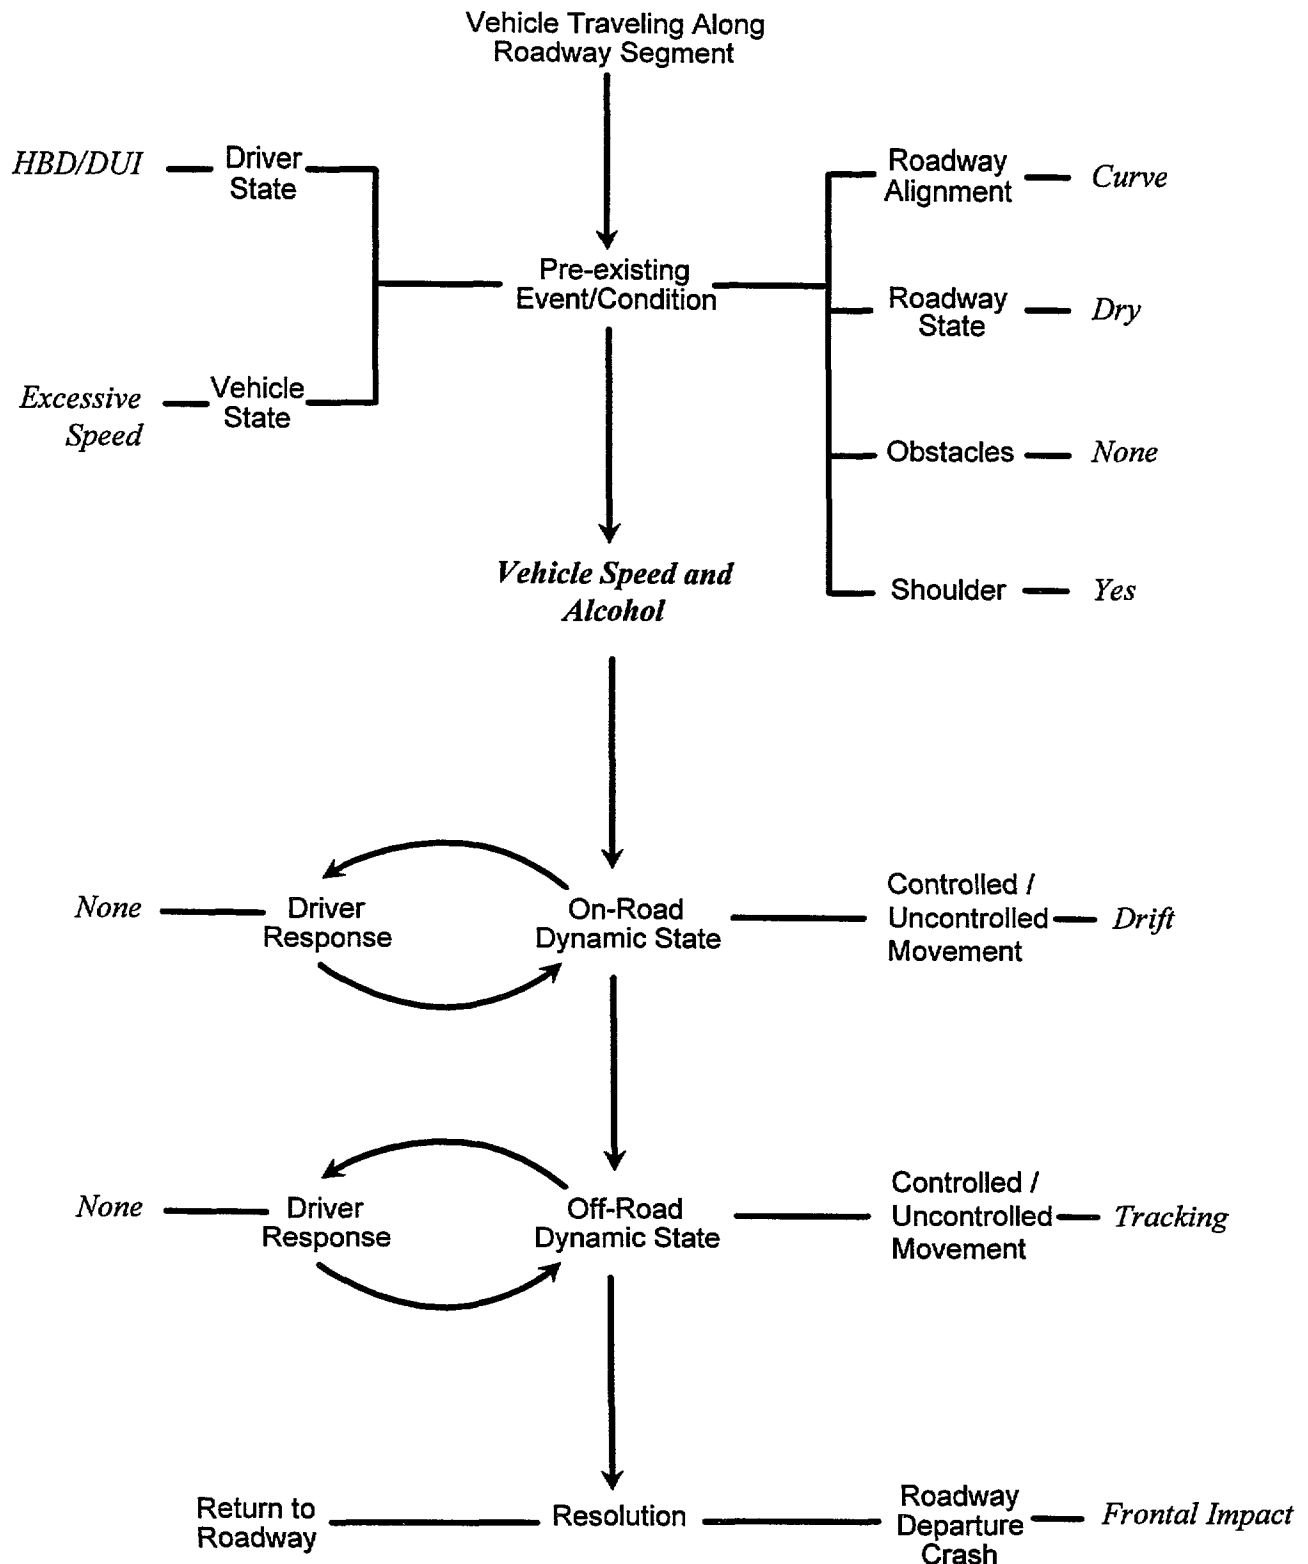 Vehicle Traveling Along
Roadway Segment
HBD/DUI
Driver
State
Roadway
Alignment
Curve
Pre-existing
Event/Condition
Roadway
State
Dry
Excessive
Speed
Vehicle
State
Obstacles
None
Vehicle Speed and
Alcohol
Shoulder
Yes
None
Driver
Response
On-Road
Dynamic State
Controlled /
Uncontrolled
Movement
Drift
None
Driver
Response
Off-Road
Dynamic State
Controlled /
Uncontrolled
Movement
Tracking
Return to
Roadway
Resolution
Roadway
Departure
Crash
Frontal Impact